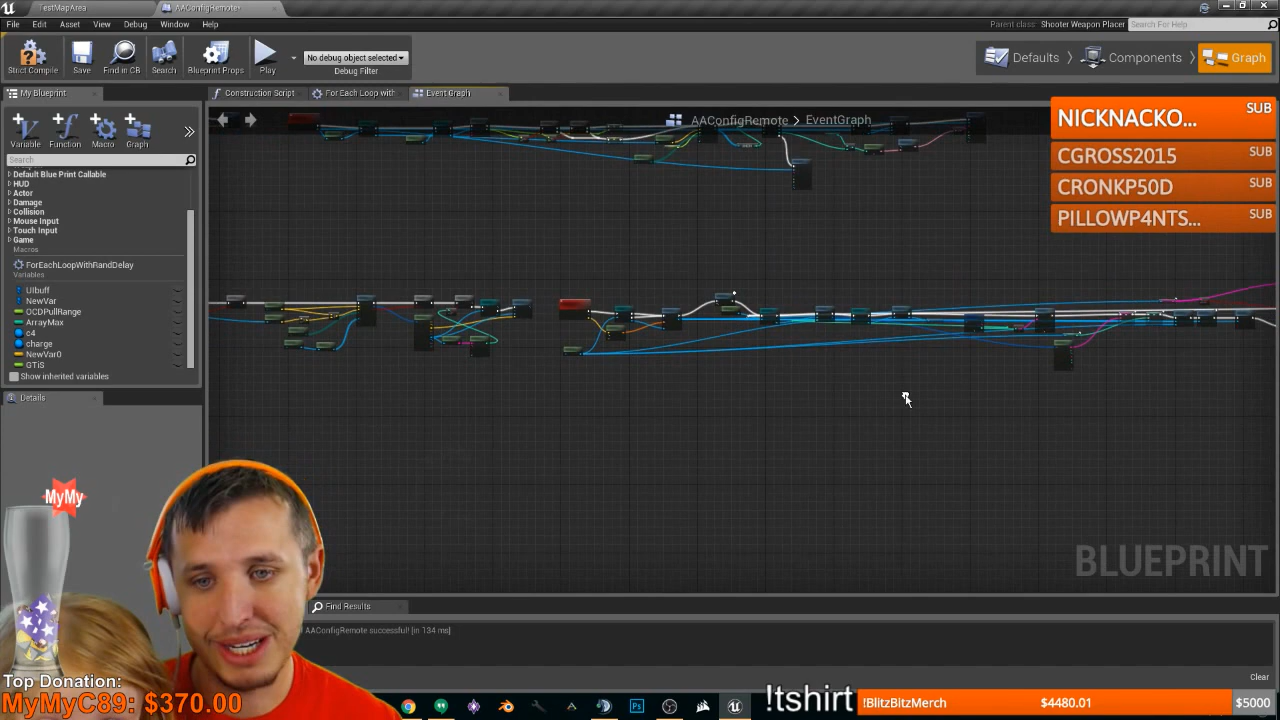 TestMapArea
AAConfigRemote*
File Edit Asset View Debug Window Help
Parent class: Shooter Weapon Placer
Search For Help
Strict Compile
Save
Find in CB
Search
Blueprint Props
Play
No debug object selected
Debug Filter
Defaults
Components
Graph
My Blueprint
Construction Script
For Each Loop with
Event Graph
AAConfigRemote > EventGraph
Variable
Function
Macro
Graph
Search
Default Blue Print Callable
HUD
Actor
Damage
Collision
Mouse Input
Touch Input
Game
Macros
ForEachLoopWithRandDelay
Variables
UIbuff
NewVar
OCDPullRange
ArrayMax
c4
charge
NewVar0
GTiS
Show inherited variables
Details
NICKNACKO... SUB
CGROSS2015 SUB
CRONKP50D SUB
PILLOWP4NTS... SUB
BLUEPRINT
Find Results
AAConfigRemote successful! [in 134 ms]
Clear
MyMy
Top Donation:
MyMyC89: $370.00
!tshirt
!BlitzBitzMerch
$4480.01
$5000